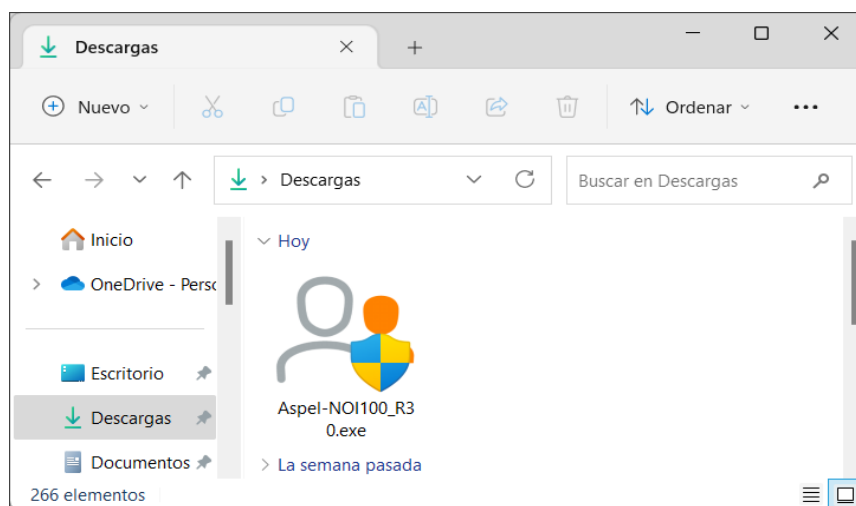 Descargas
Nuevo
Ordenar
Descargas
Buscar en Descargas
Inicio
OneDrive - Perso
Escritorio
Descargas
Documentos
Hoy
Aspel-NOI100_R3
0.exe
La semana pasada
266 elementos